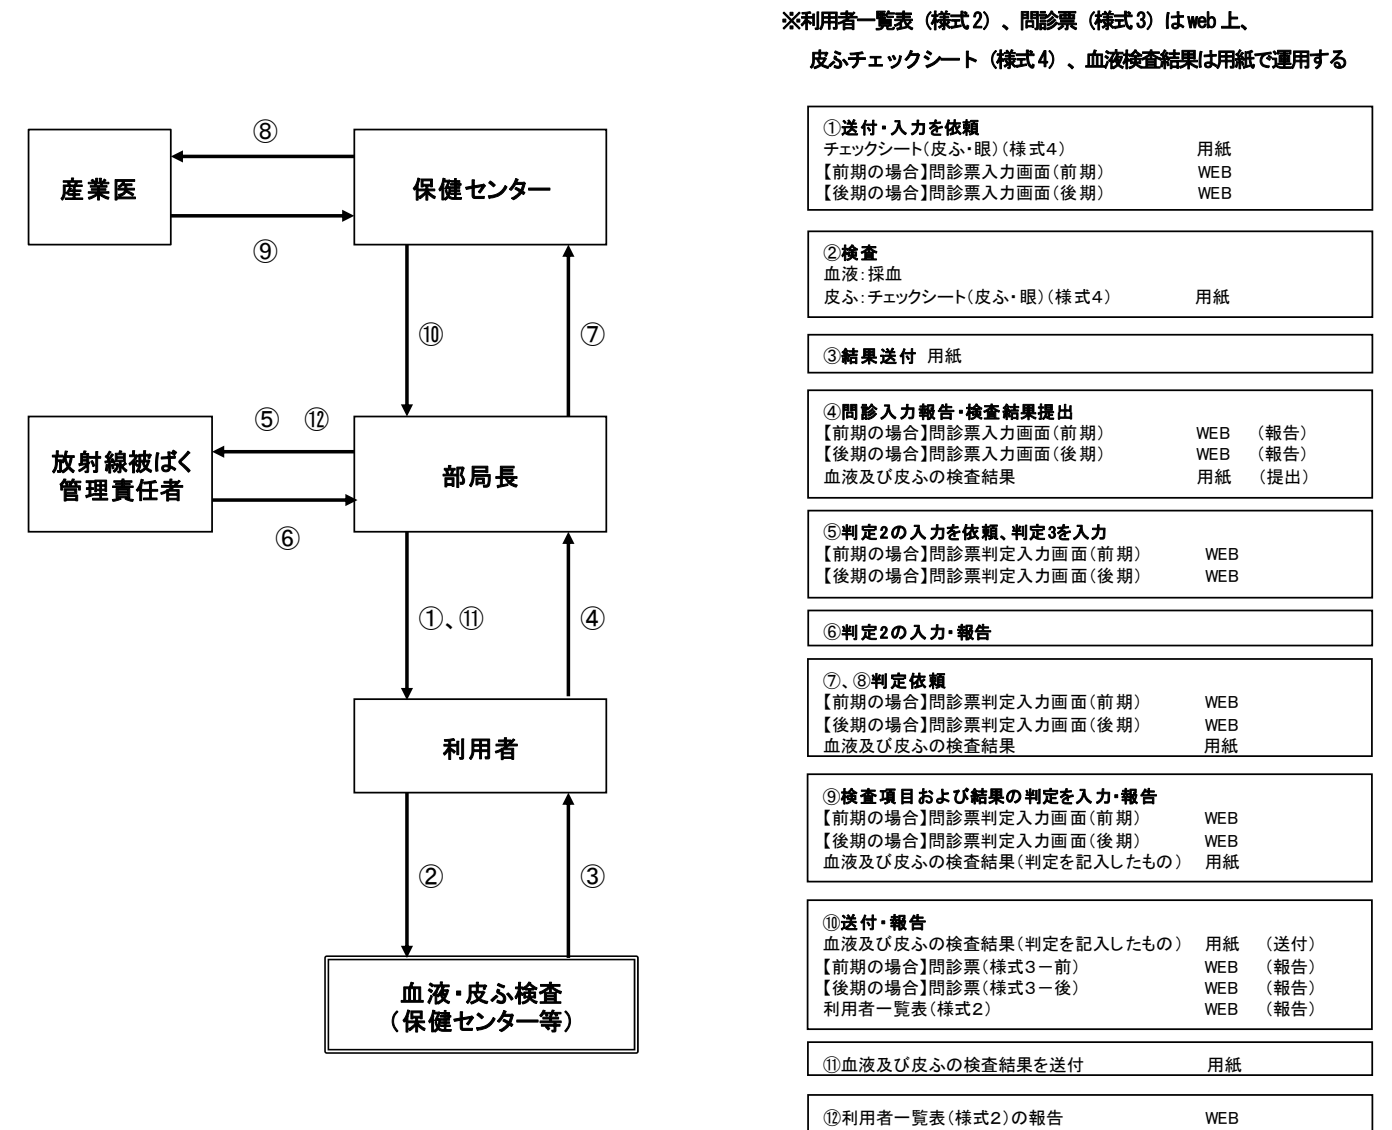 ※利用者一覧表（様式2）、問診票（様式3）はweb上、
皮ふチェックシート（様式4）、血液検査結果は用紙で運用する
⑧
産業医
保健センター
⑨
⑩
⑦
⑤ ⑫
放射線被ばく
管理責任者
部局長
⑥
①、⑪
④
利用者
②
③
血液・皮ふ検査
（保健センター等）
①送付・入力を依頼
チェックシート（皮ふ・眼）（様式４） 用紙
【前期の場合】問診票入力画面（前期） WEB
【後期の場合】問診票入力画面（後期） WEB
②検査
血液：採血
皮ふ：チェックシート（皮ふ・眼）（様式４） 用紙
③結果送付 用紙
④問診入力報告・検査結果提出
【前期の場合】問診票入力画面（前期） WEB （報告）
【後期の場合】問診票入力画面（後期） WEB （報告）
血液及び皮ふの検査結果 用紙 （提出）
⑤判定2の入力を依頼、判定3を入力
【前期の場合】問診票判定入力画面（前期） WEB
【後期の場合】問診票判定入力画面（後期） WEB
⑥判定2の入力・報告
⑦、⑧判定依頼
【前期の場合】問診票判定入力画面（前期） WEB
【後期の場合】問診票判定入力画面（後期） WEB
血液及び皮ふの検査結果 用紙
⑨検査項目および結果の判定を入力・報告
【前期の場合】問診票判定入力画面（前期） WEB
【後期の場合】問診票判定入力画面（後期） WEB
血液及び皮ふの検査結果（判定を記入したもの） 用紙
⑩送付・報告
血液及び皮ふの検査結果（判定を記入したもの） 用紙 （送付）
【前期の場合】問診票（様式３－前） WEB （報告）
【後期の場合】問診票（様式３－後） WEB （報告）
利用者一覧表（様式２） WEB （報告）
⑪血液及び皮ふの検査結果を送付 用紙
⑫利用者一覧表（様式２）の報告 WEB